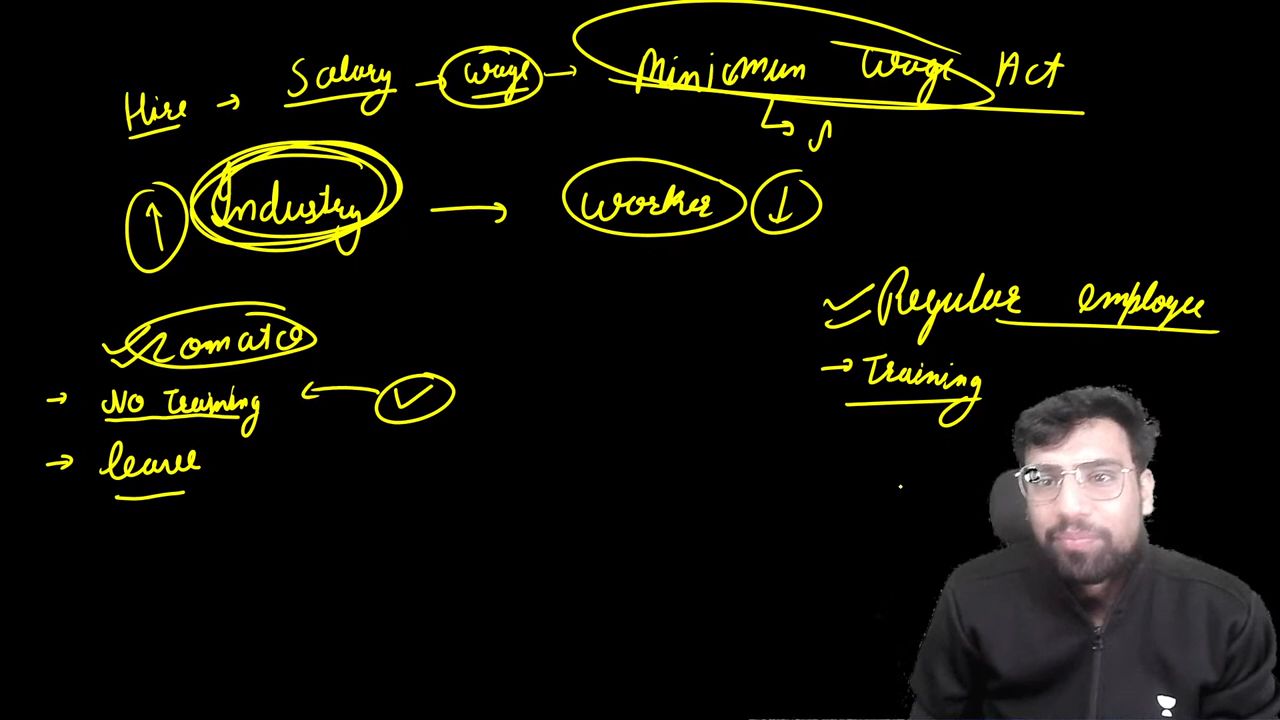 Hire → Salary → Wage → Minimum Wage Act
↳ S
↑ Industry → Worker ↓
✓ Zomato
→ No Training ← ✓
→ leave
✓ Regular employee
→ Training